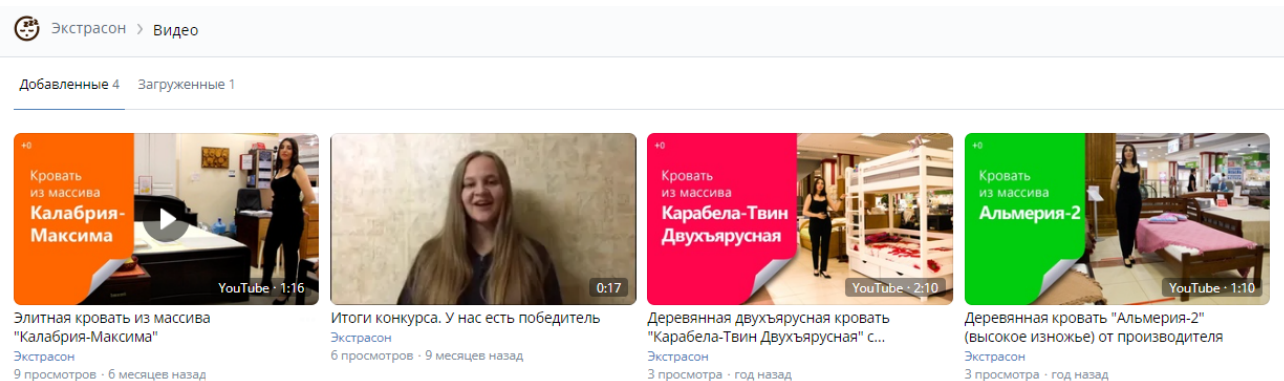 Экстрасон > Видео
Добавленные 4 Загруженные 1
+0
Кровать
из массива
Калабрия-
Максима
YouTube · 1:16
0:17
+0
Кровать
из массива
Карабела-Твин
Двухъярусная
YouTube · 2:10
+0
Кровать
из массива
Альмерия-2
YouTube · 1:10
Элитная кровать из массива
"Калабрия-Максима"
Экстрасон
9 просмотров · 6 месяцев назад
Итоги конкурса. У нас есть победитель
Экстрасон
6 просмотров · 9 месяцев назад
Деревянная двухъярусная кровать
"Карабела-Твин Двухъярусная" с...
Экстрасон
3 просмотра · год назад
Деревянная кровать "Альмерия-2"
(высокое изножье) от производителя
Экстрасон
3 просмотра · год назад